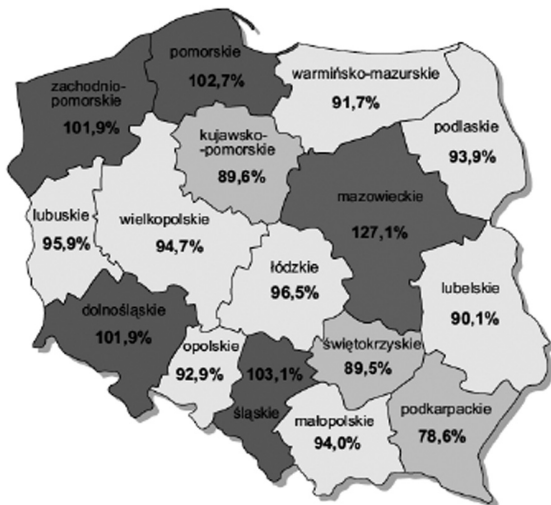 pomorskie
102,7%
warmińsko-mazurskie
91,7%
zachodnio-
pomorskie
101,9%
kujawsko-
-pomorskie
89,6%
podlaskie
93,9%
mazowieckie
127,1%
lubuskie
95,9%
wielkopolskie
94,7%
łódzkie
96,5%
lubelskie
90,1%
dolnośląskie
101,9%
opolskie
92,9%
103,1%
śląskie
świętokrzyskie
89,5%
małopolskie
94,0%
podkarpackie
78,6%